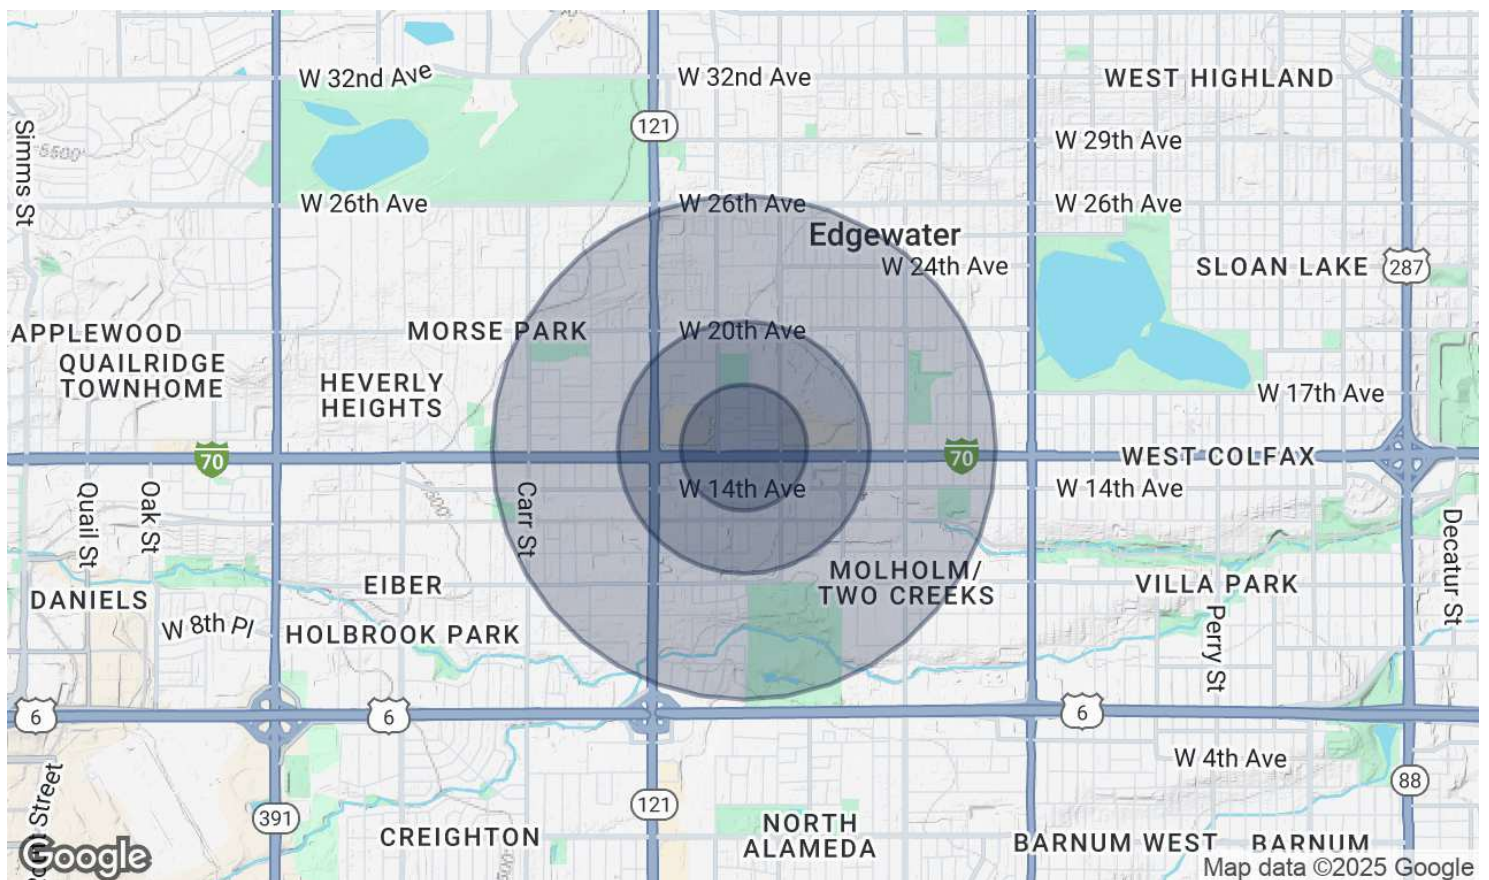 W 32nd Ave
W 32nd Ave
WEST HIGHLAND
121
W 29th Ave
Simms St
5500'
W 26th Ave
W 26th Ave
W 26th Ave
Edgewater
W 24th Ave
SLOAN LAKE
287
APPLEWOOD
MORSE PARK
W 20th Ave
QUAILRIDGE
TOWNHOME
HEVERLY
HEIGHTS
W 17th Ave
70
70
WEST COLFAX
W 14th Ave
W 14th Ave
Quail St
Oak St
5500'
Carr St
Decatur St
EIBER
MOLHOLM/
TWO CREEKS
VILLA PARK
DANIELS
W 8th Pl
HOLBROOK PARK
Perry St
6
6
6
W 4th Ave
Street
391
121
88
CREIGHTON
NORTH
ALAMEDA
BARNUM WEST
BARNUM
Google
Map data ©2025 Google